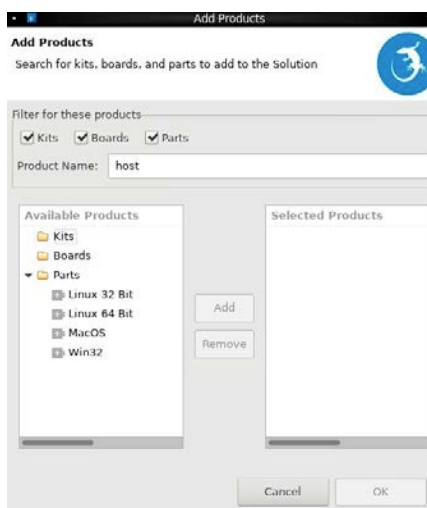 Add Products
Add Products
Search for kits, boards, and parts to add to the Solution
Filter for these products
Kits Boards Parts
Product Name: host
Available Products
Kits
Boards
Parts
Linux 32 Bit
Linux 64 Bit
MacOS
Win32
Add
Remove
Selected Products
Cancel OK